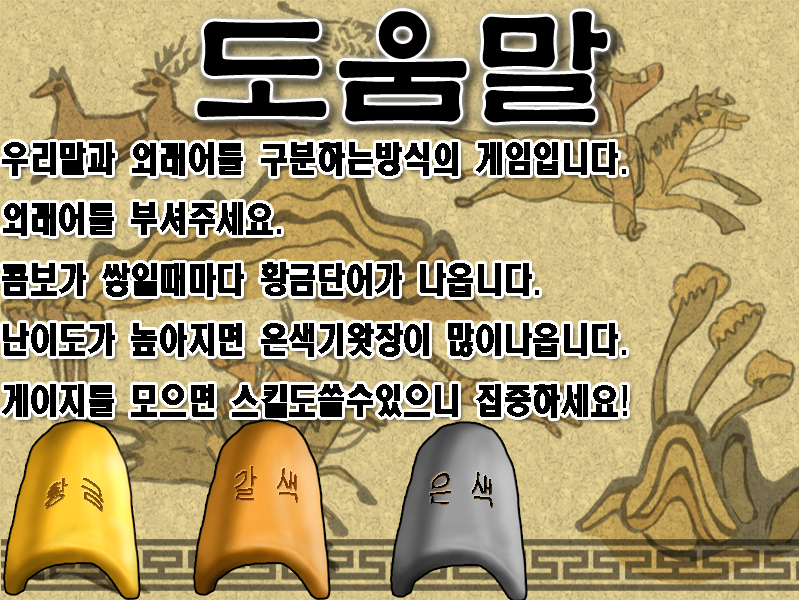 도움말
우리말과 외래어를 구분하는방식의 게임입니다.
외래어를 부셔주세요.
콤보가 쌓일때마다 황금단어가 나옵니다.
난이도가 높아지면 은색기왓장이 많이나옵니다.
게이지를 모으면 스킬도쓸수있으니 집중하세요!
황금
갈색
은색